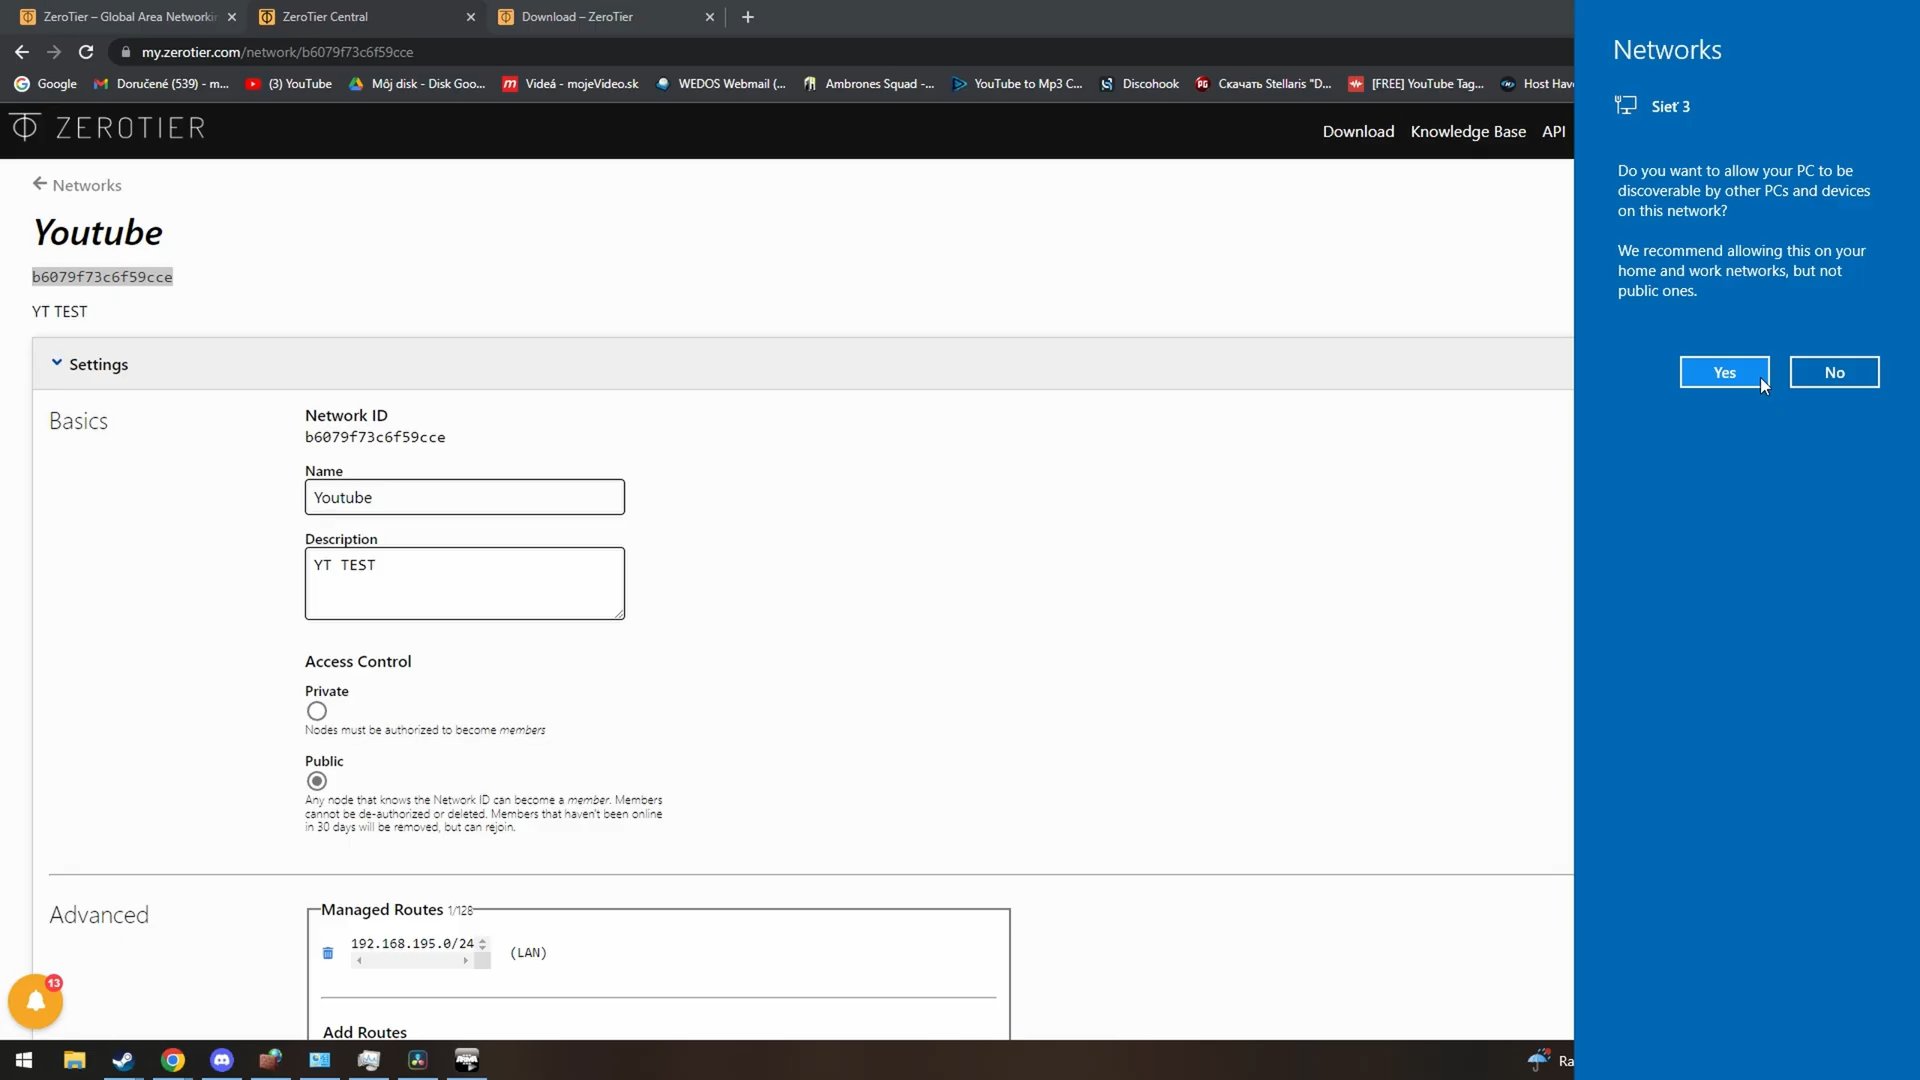 ZeroTier – Global Area Networkin
ZeroTier Central
Download – ZeroTier
my.zerotier.com/network/b6079f73c6f59cce
Google
Doručené (539) - m...
(3) YouTube
Môj disk - Disk Goo...
Videá - mojeVideo.sk
WEDOS Webmail (...
Ambrones Squad -...
YouTube to Mp3 C...
Discohook
Скачать Stellaris "D...
[FREE] YouTube Tag...
Host Hav
ZEROTIER
Download
Knowledge Base
API
Networks
Youtube
b6079f73c6f59cce
YT TEST
Settings
Basics
Network ID
b6079f73c6f59cce
Name
Youtube
Description
YT TEST
Access Control
Private
Nodes must be authorized to become members
Public
Any node that knows the Network ID can become a member. Members
cannot be de-authorized or deleted. Members that haven't been online
in 30 days will be removed, but can rejoin.
Advanced
Managed Routes 1/128
192.168.195.0/24
(LAN)
Add Routes
13
Ra
Networks
Sieť 3
Do you want to allow your PC to be
discoverable by other PCs and devices
on this network?
We recommend allowing this on your
home and work networks, but not
public ones.
Yes
No